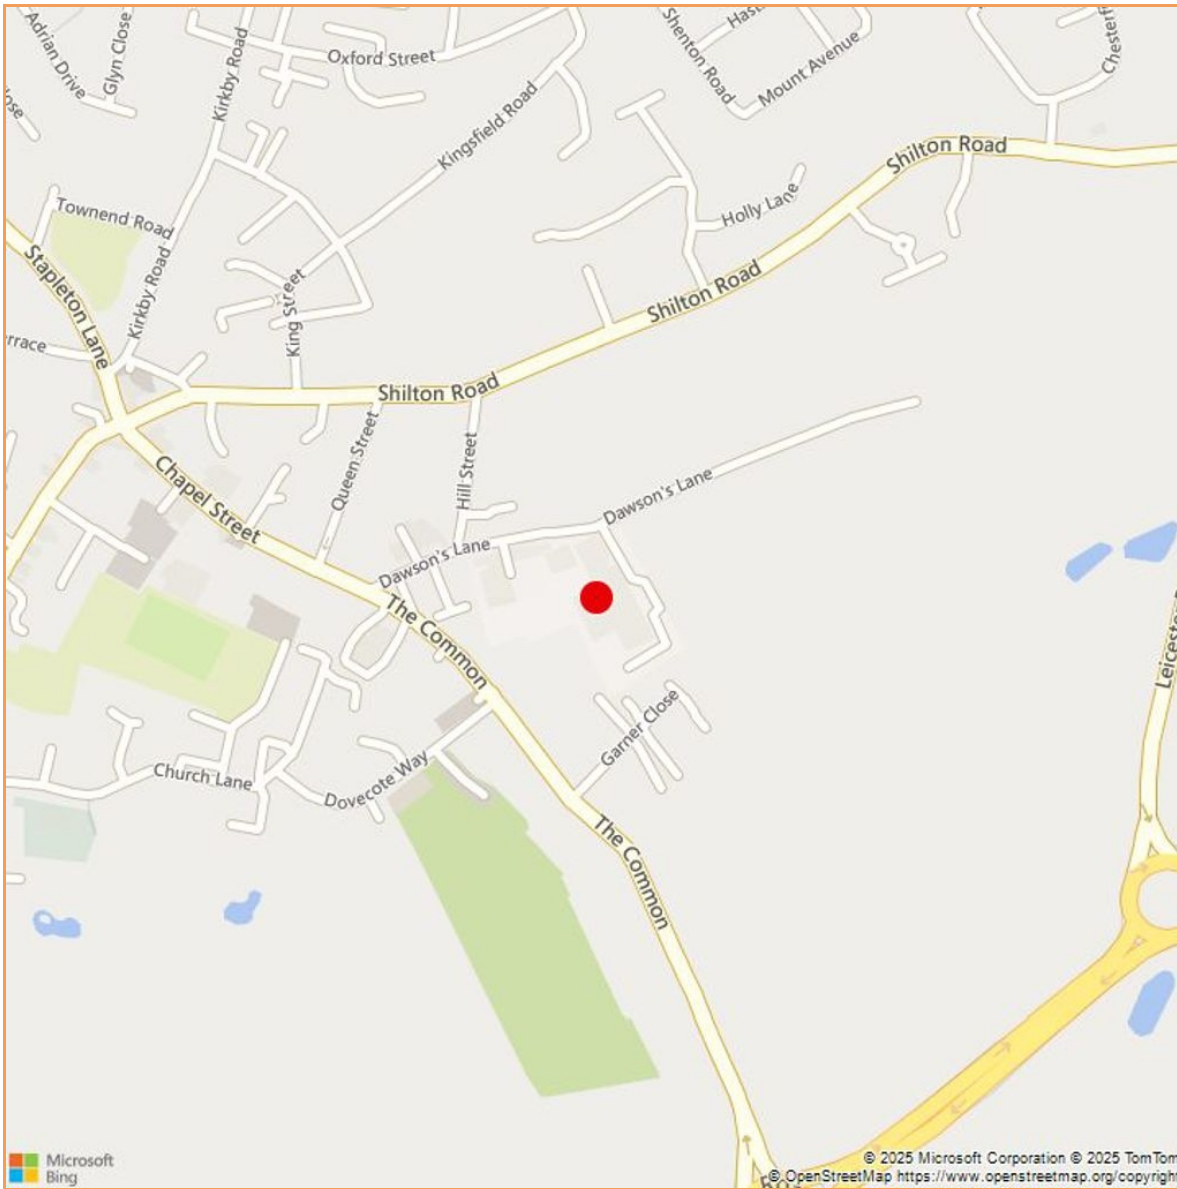 Adrian Drive
Glyn Close
Kirkby Road
Oxford Street
Shenton Road
Mount Avenue
Kingsfield Road
Shilton Road
Townend Road
Holly Lane
Stapleton Lane
Kirkby Road
King Street
Shilton Road
Shilton Road
Queen Street
Hill Street
Chapel Street
Dawson's Lane
Dawson's Lane
The Common
Garner Close
Church Lane
Dovecote Way
The Common
Microsoft
Bing
© 2025 Microsoft Corporation © 2025 TomTom
© OpenStreetMap https://www.openstreetmap.org/copyright